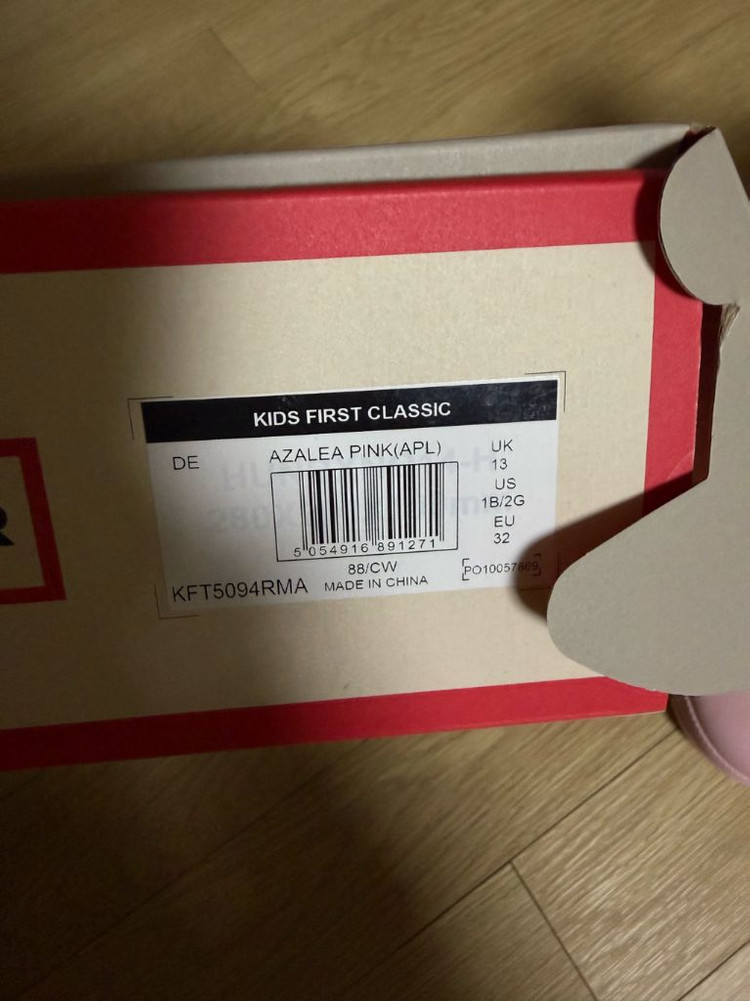 KIDS FIRST CLASSIC
DE
AZALEA PINK(APL)
UK
13
US
1B/2G
EU
32
5 054916 891271
88/CW
KFT5094RMA
MADE IN CHINA
PO10057869
R